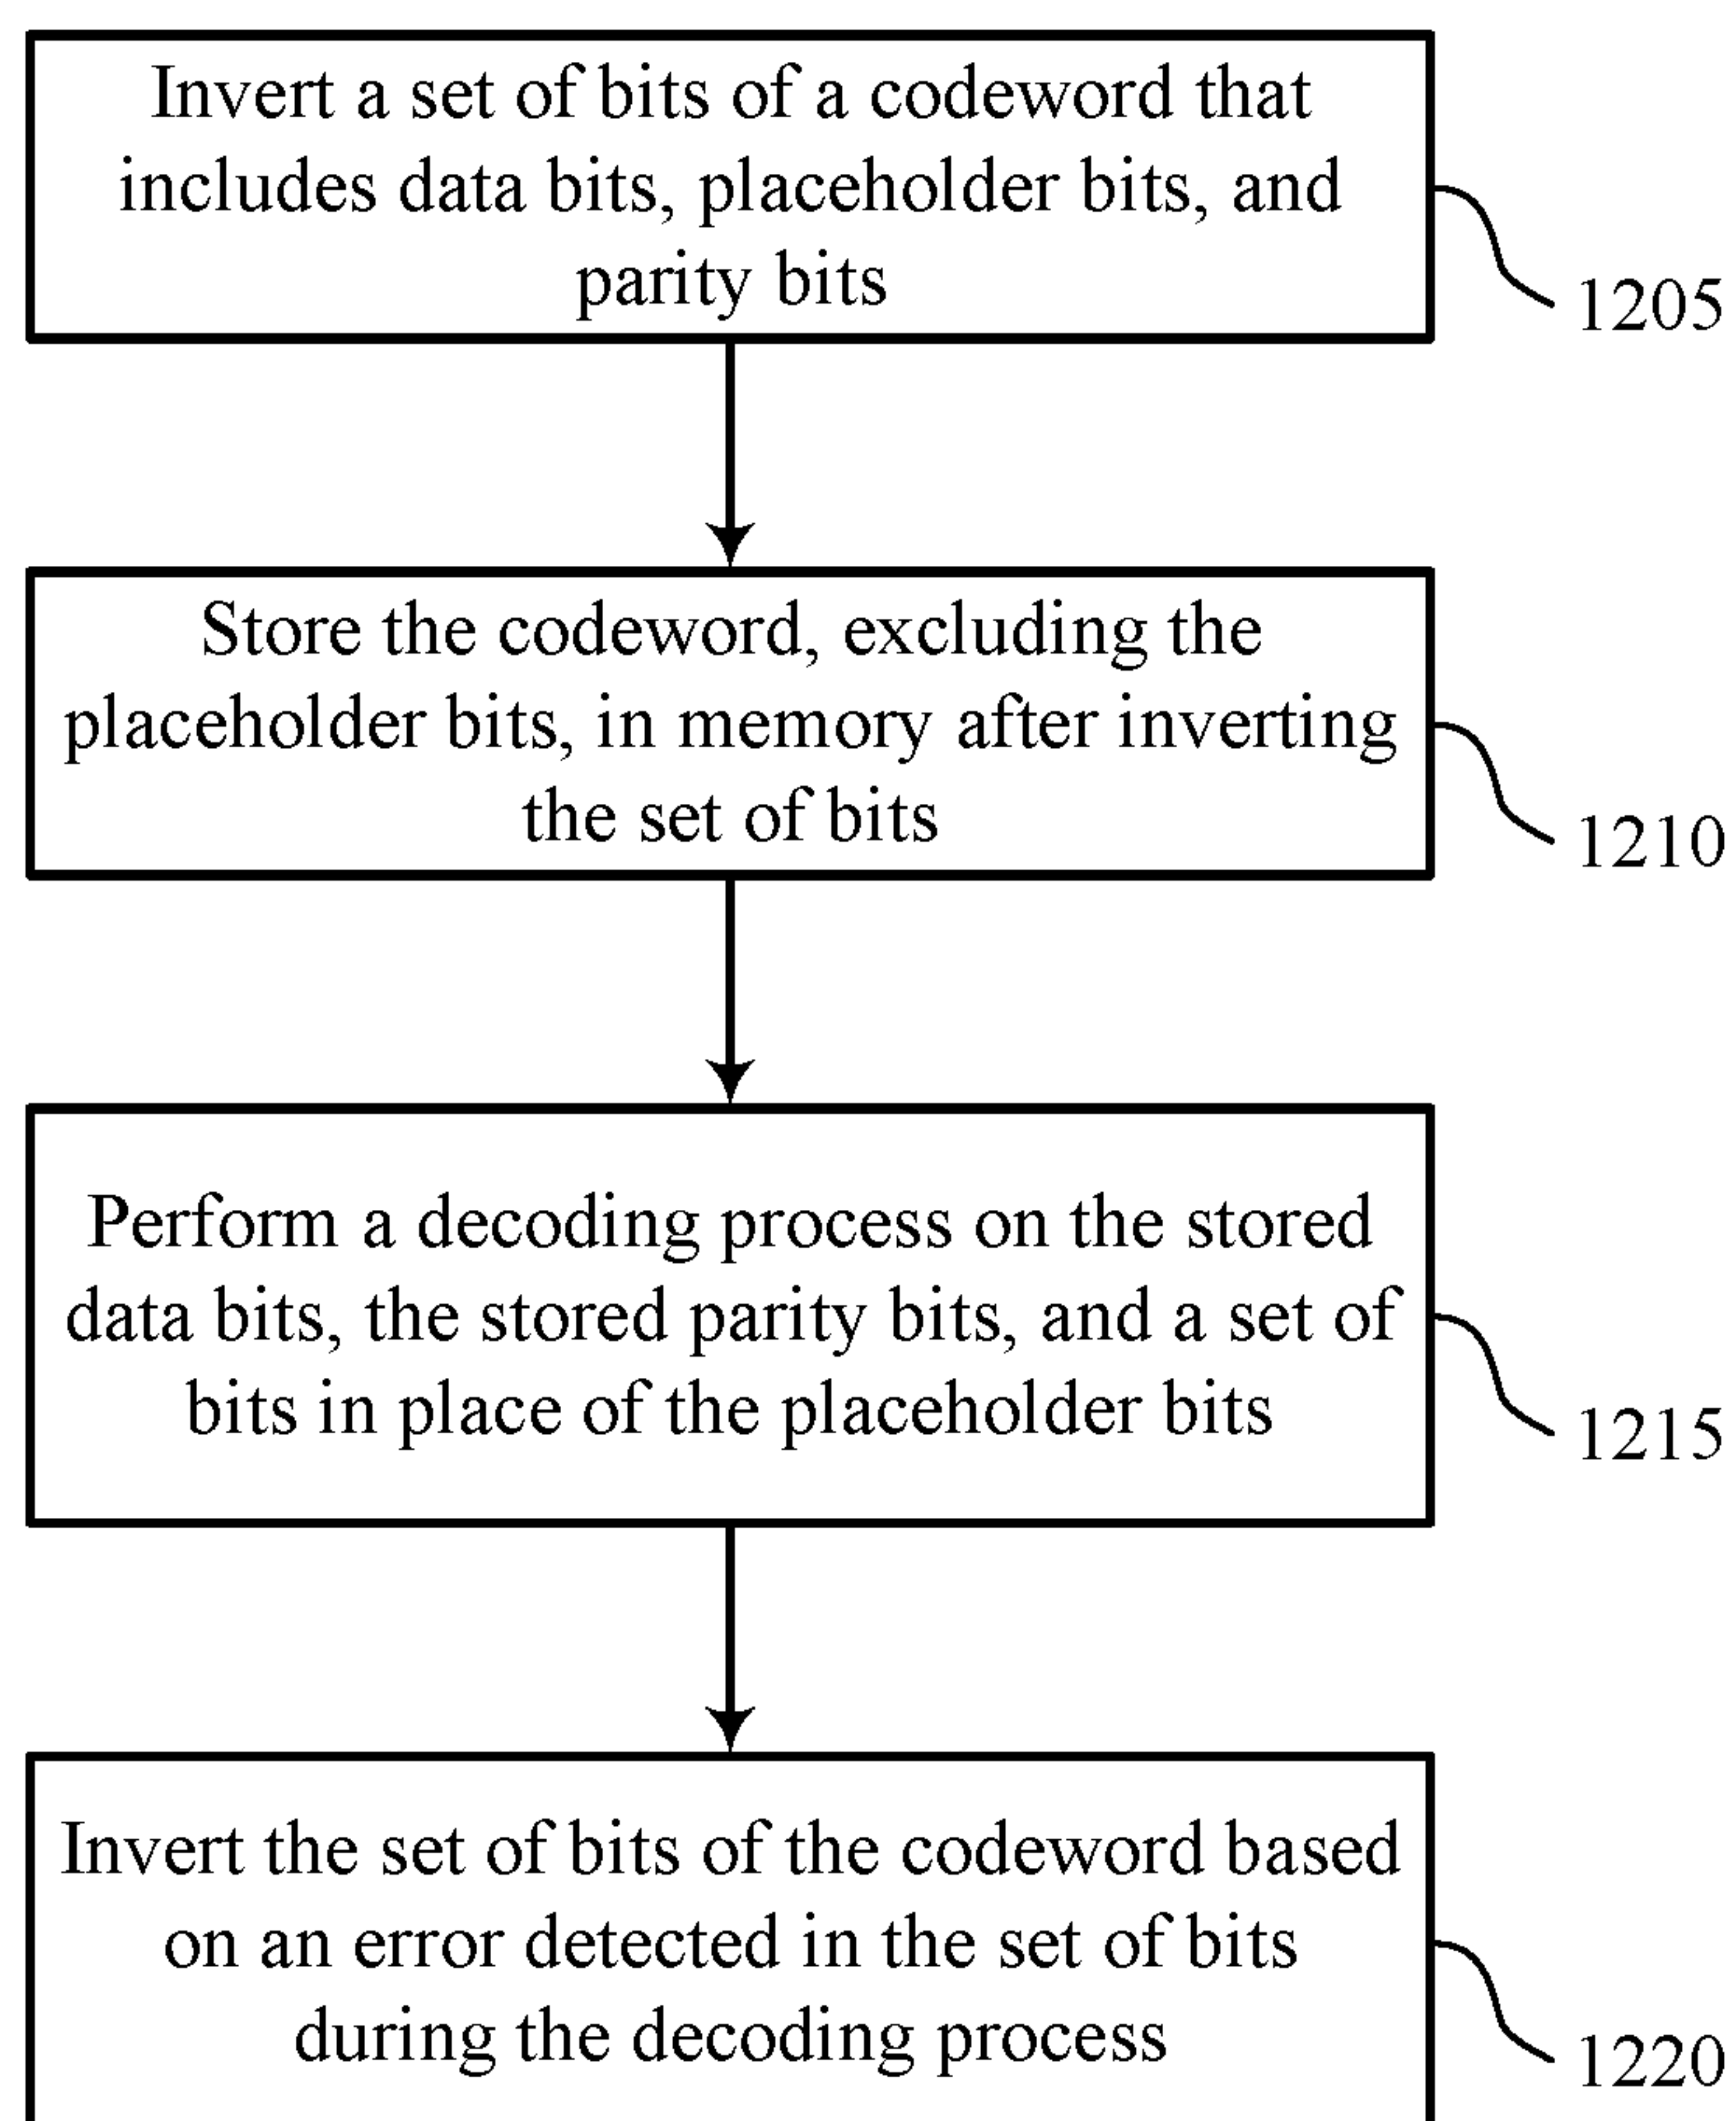 Invert a set of bits of a codeword that
includes data bits, placeholder bits, and
parity bits
1205
Store the codeword, excluding the
placeholder bits, in memory after inverting
the set of bits
1210
Perform a decoding process on the stored
data bits, the stored parity bits, and a set of
bits in place of the placeholder bits
1215
Invert the set of bits of the codeword based
on an error detected in the set of bits
during the decoding process
1220